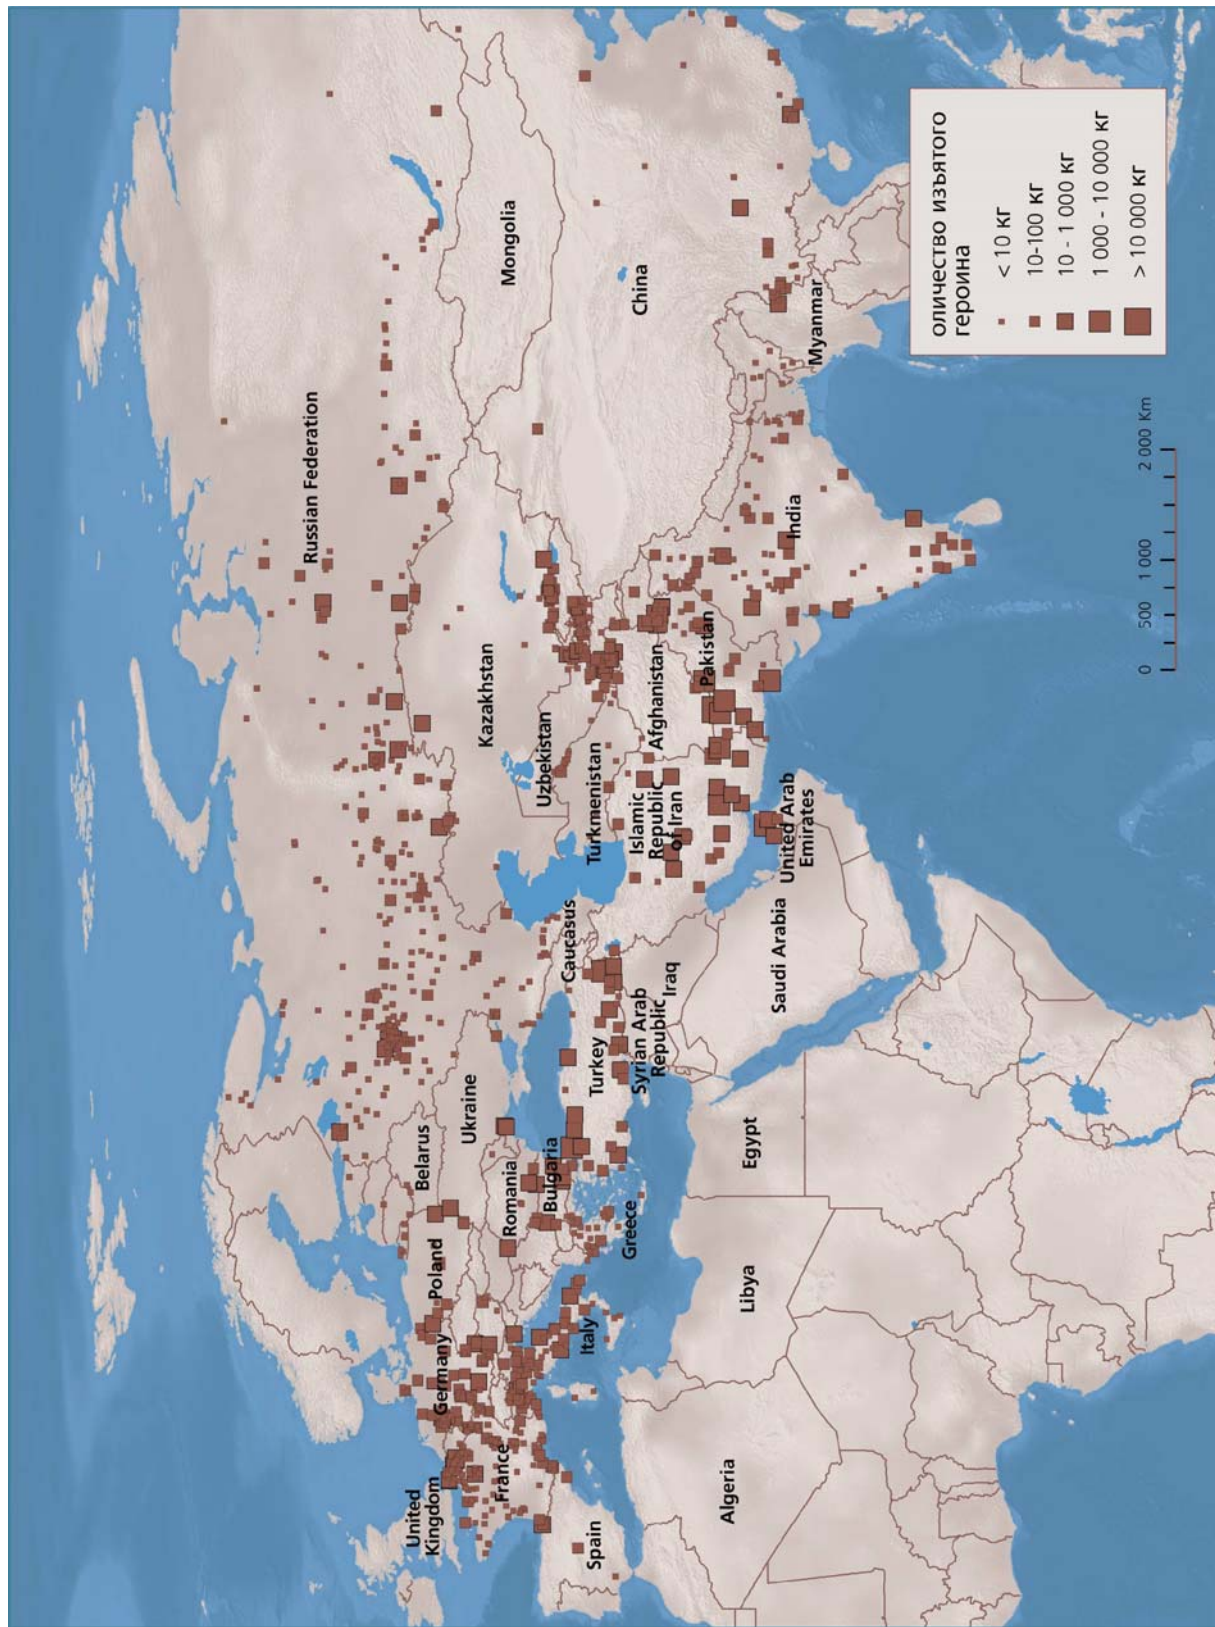 Russian Federation
Mongolia
China
Myanmar
Kazakhstan
Uzbekistan
Turkmenistan
Afghanistan
Pakistan
India
Islamic
Republic
of Iran
United Arab
Emirates
Saudi Arabia
Caucasus
Iraq
Syrian Arab
Republic
Turkey
Ukraine
Belarus
Romania
Bulgaria
Greece
Poland
Germany
Italy
France
United
Kingdom
Spain
Egypt
Libya
Algeria
оличество изъятого
героина
< 10 кг
10-100 кг
10 - 1 000 кг
1 000 - 10 000 кг
> 10 000 кг
0 500 1 000 2 000 Km